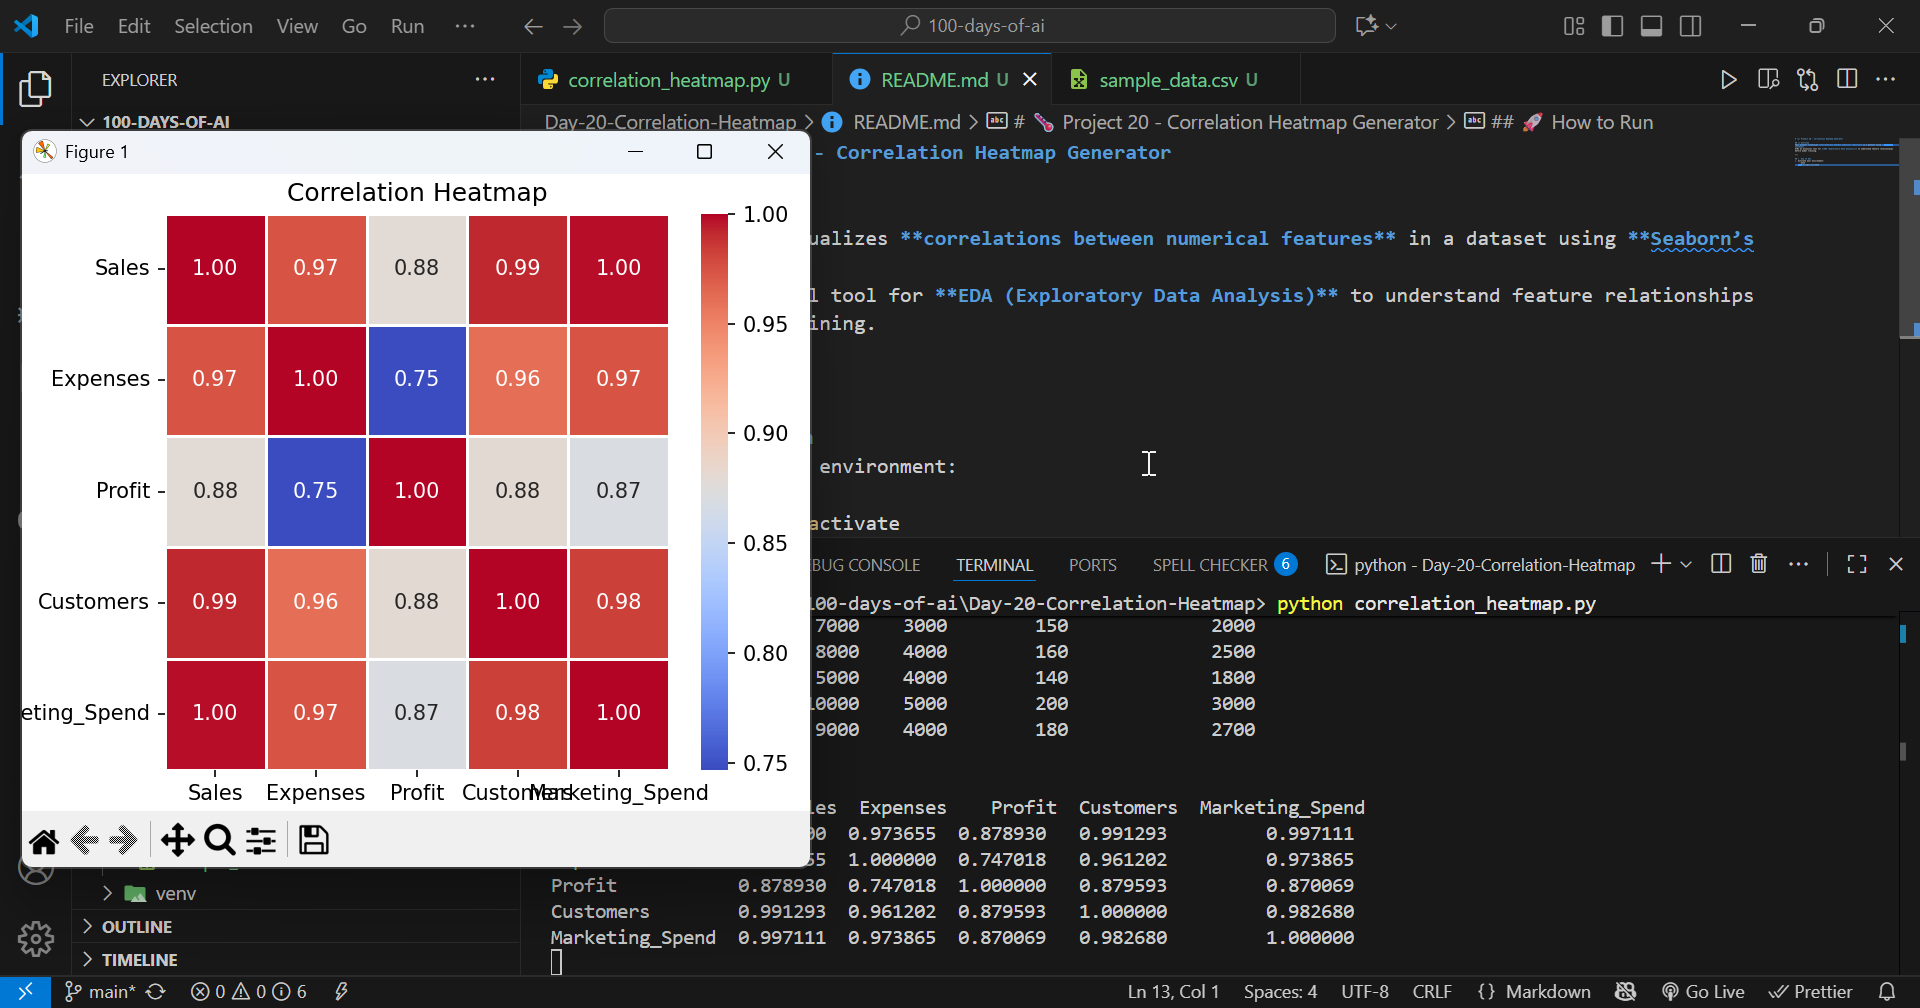 File Edit Selection View Go Run ··· 100-days-of-ai
EXPLORER ···
correlation_heatmap.py U README.md U sample_data.csv U
100-DAYS-OF-AI
Day-20-Correlation-Heatmap > README.md > # Project 20 - Correlation Heatmap Generator > ## 🚀 How to Run
Figure 1
Correlation Heatmap
Sales 1.00 0.97 0.88 0.99 1.00
Expenses 0.97 1.00 0.75 0.96 0.97
Profit 0.88 0.75 1.00 0.88 0.87
Customers 0.99 0.96 0.88 1.00 0.98
eting_Spend 1.00 0.97 0.87 0.98 1.00
Sales Expenses Profit Customers Marketing_Spend
1.00
0.95
0.90
0.85
0.80
0.75
- Correlation Heatmap Generator
ualizes **correlations between numerical features** in a dataset using **Seaborn’s
l tool for **EDA (Exploratory Data Analysis)** to understand feature relationships
ining.
environment:
activate
BUG CONSOLE TERMINAL PORTS SPELL CHECKER 6 python - Day-20-Correlation-Heatmap
100-days-of-ai\Day-20-Correlation-Heatmap> python correlation_heatmap.py
7000 3000 150 2000
8000 4000 160 2500
5000 4000 140 1800
10000 5000 200 3000
9000 4000 180 2700
les Expenses Profit Customers Marketing_Spend
00 0.973655 0.878930 0.991293 0.997111
55 1.000000 0.747018 0.961202 0.973865
Profit 0.878930 0.747018 1.000000 0.879593 0.870069
Customers 0.991293 0.961202 0.879593 1.000000 0.982680
Marketing_Spend 0.997111 0.973865 0.870069 0.982680 1.000000
venv
OUTLINE
TIMELINE
main* 0 0 6 Ln 13, Col 1 Spaces: 4 UTF-8 CRLF {} Markdown Go Live Prettier